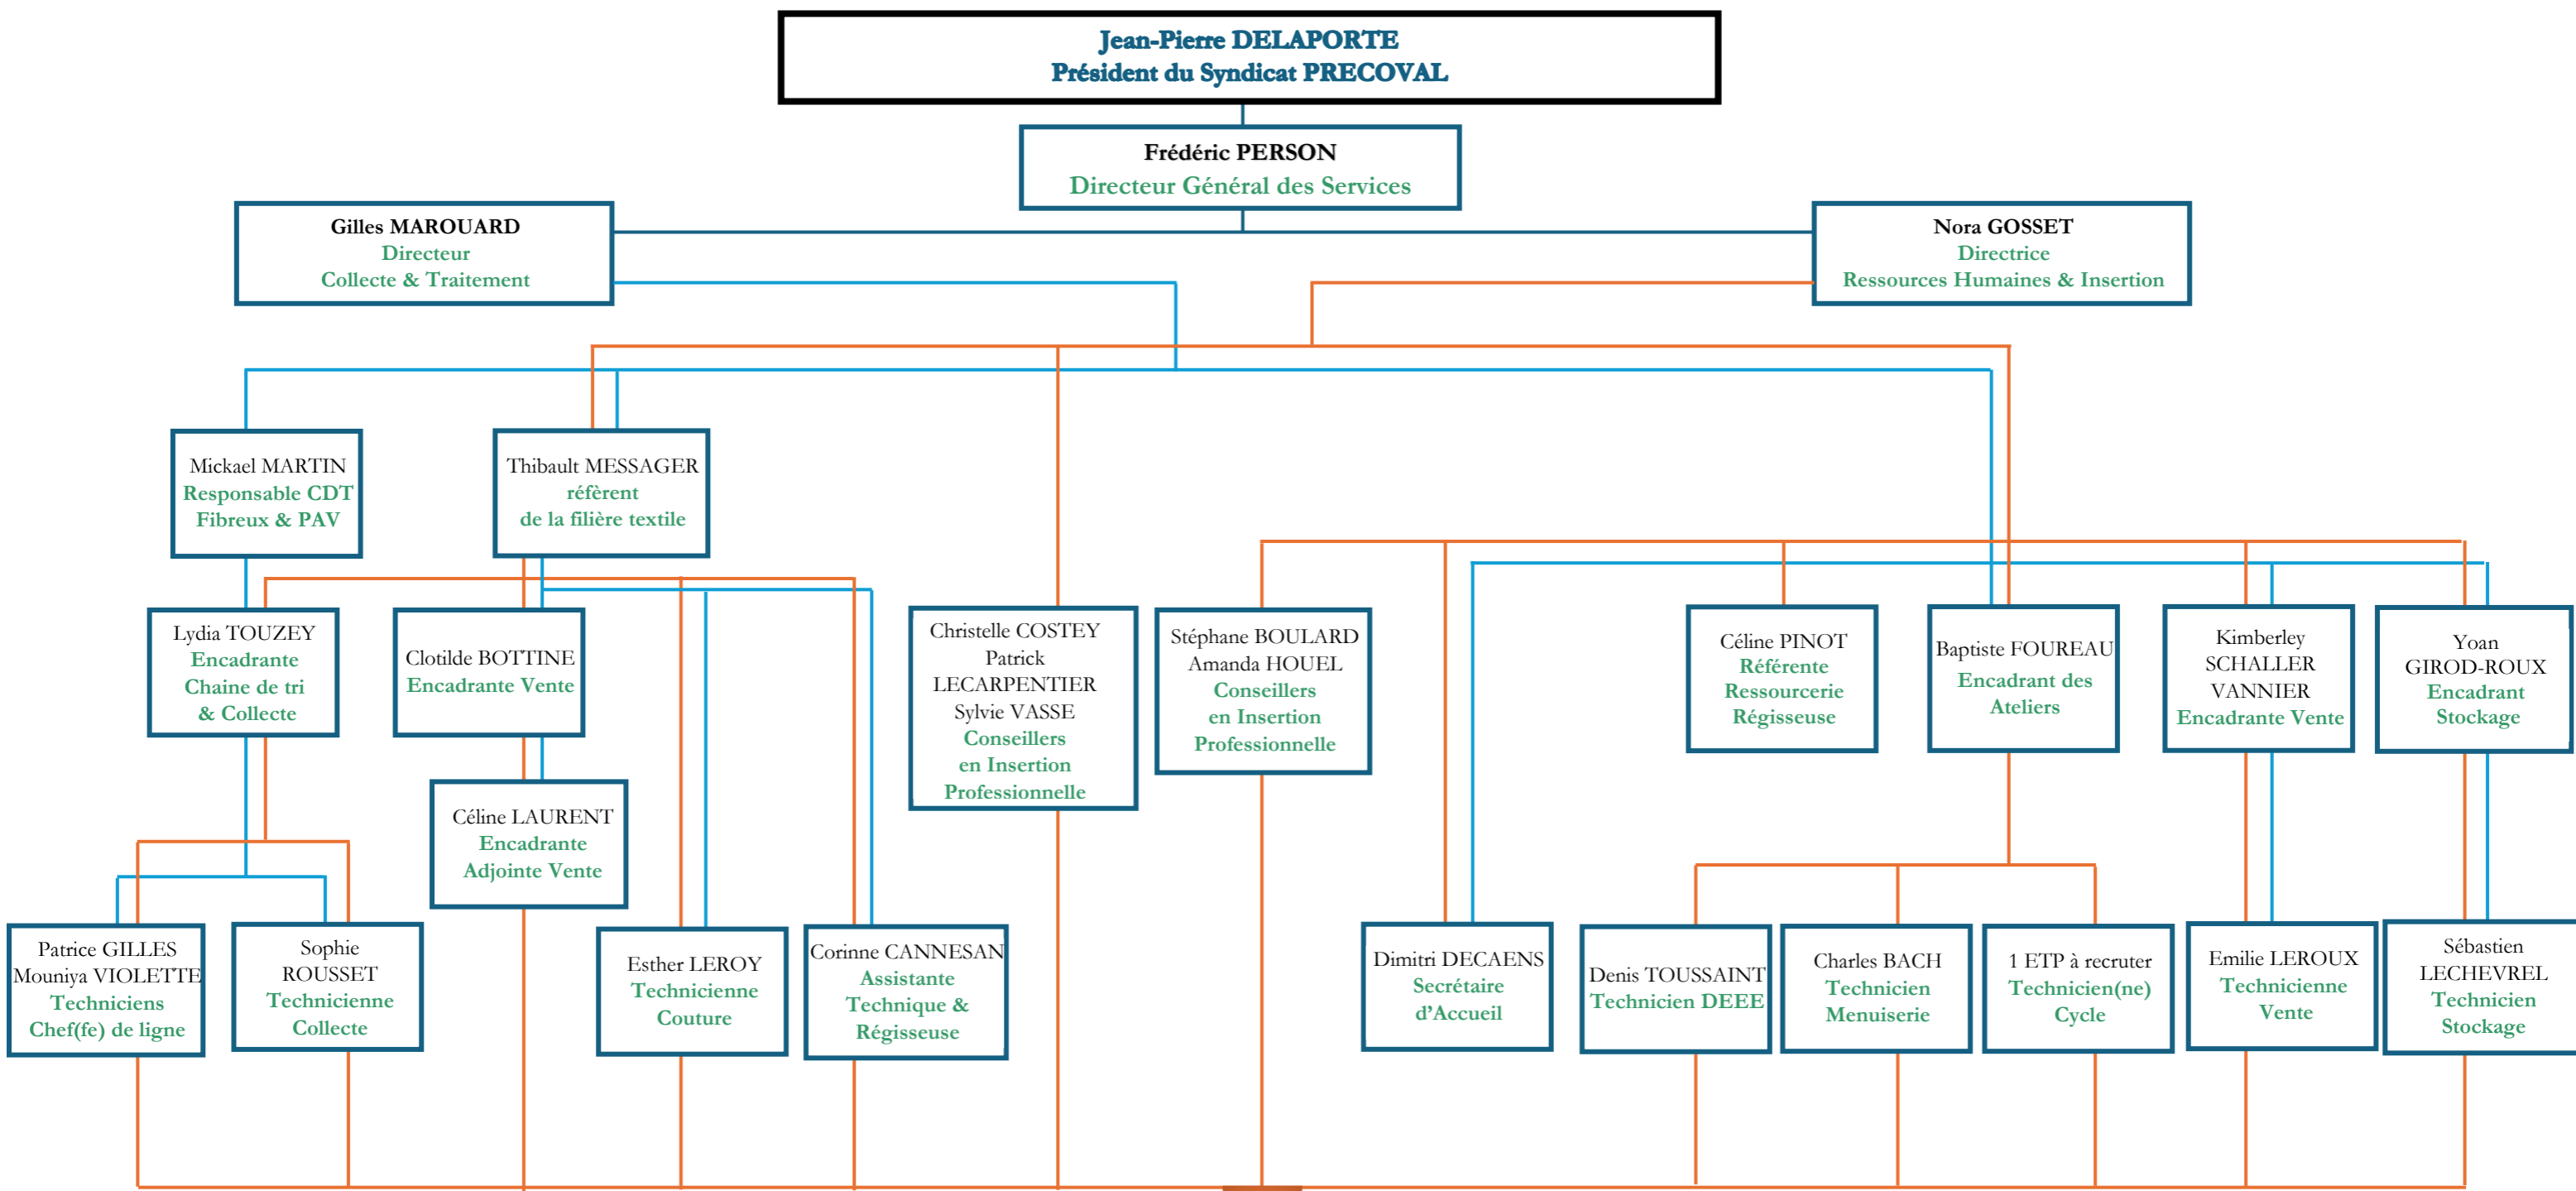 Jean-Pierre DELAPORTE
Président du Syndicat PRECOVAL
Frédéric PERSON
Directeur Général des Services
Gilles MAROUARD
Directeur
Collecte & Traitement
Nora GOSSET
Directrice
Ressources Humaines & Insertion
Mickael MARTIN
Responsable CDT
Fibreux & PAV
Thibault MESSAGER
réfèrent
de la filière textile
Lydia TOUZEY
Encadrante
Chaine de tri
& Collecte
Clotilde BOTTINE
Encadrante Vente
Christelle COSTEY
Patrick
LECARPENTIER
Sylvie VASSE
Conseillers
en Insertion
Professionnelle
Stéphane BOULARD
Amanda HOUEL
Conseillers
en Insertion
Professionnelle
Céline PINOT
Référente
Ressourcerie
Régisseuse
Baptiste FOUREAU
Encadrant des
Ateliers
Kimberley
SCHALLER
VANNIER
Encadrante Vente
Yoan
GIROD-ROUX
Encadrant
Stockage
Céline LAURENT
Encadrante
Adjointe Vente
Patrice GILLES
Mouniya VIOLETTE
Techniciens
Chef(fe) de ligne
Sophie
ROUSSET
Technicienne
Collecte
Esther LEROY
Technicienne
Couture
Corinne CANNESAN
Assistante
Technique &
Régisseuse
Dimitri DECAENS
Secrétaire
d'Accueil
Denis TOUSSAINT
Technicien DEEE
Charles BACH
Technicien
Menuiserie
1 ETP à recruter
Technicien(ne)
Cycle
Emilie LEROUX
Technicienne
Vente
Sébastien
LECHEVREL
Technicien
Stockage